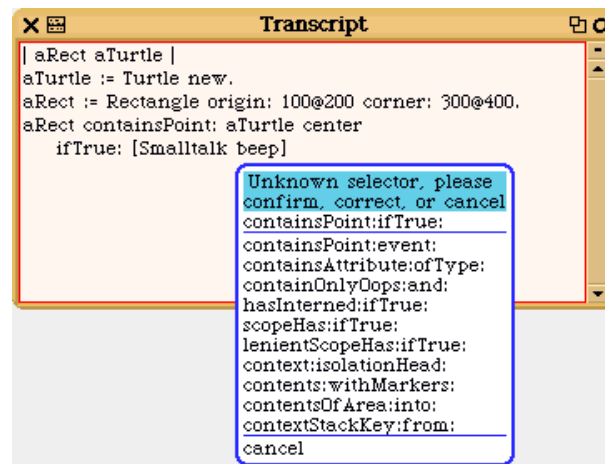 Transcript
| aRect aTurtle |
aTurtle := Turtle new.
aRect := Rectangle origin: 100@200 corner: 300@400.
aRect containsPoint: aTurtle center
ifTrue: [Smalltalk beep]
Unknown selector, please
confirm, correct, or cancel
containsPoint:ifTrue:
containsPoint:event:
containsAttribute:ofType:
containOnlyOops:and:
hasInterned:ifTrue:
scopeHas:ifTrue:
lenientScopeHas:ifTrue:
context:isolationHead:
contents:withMarkers:
contentsOfArea:into:
contextStackKey:from:
cancel